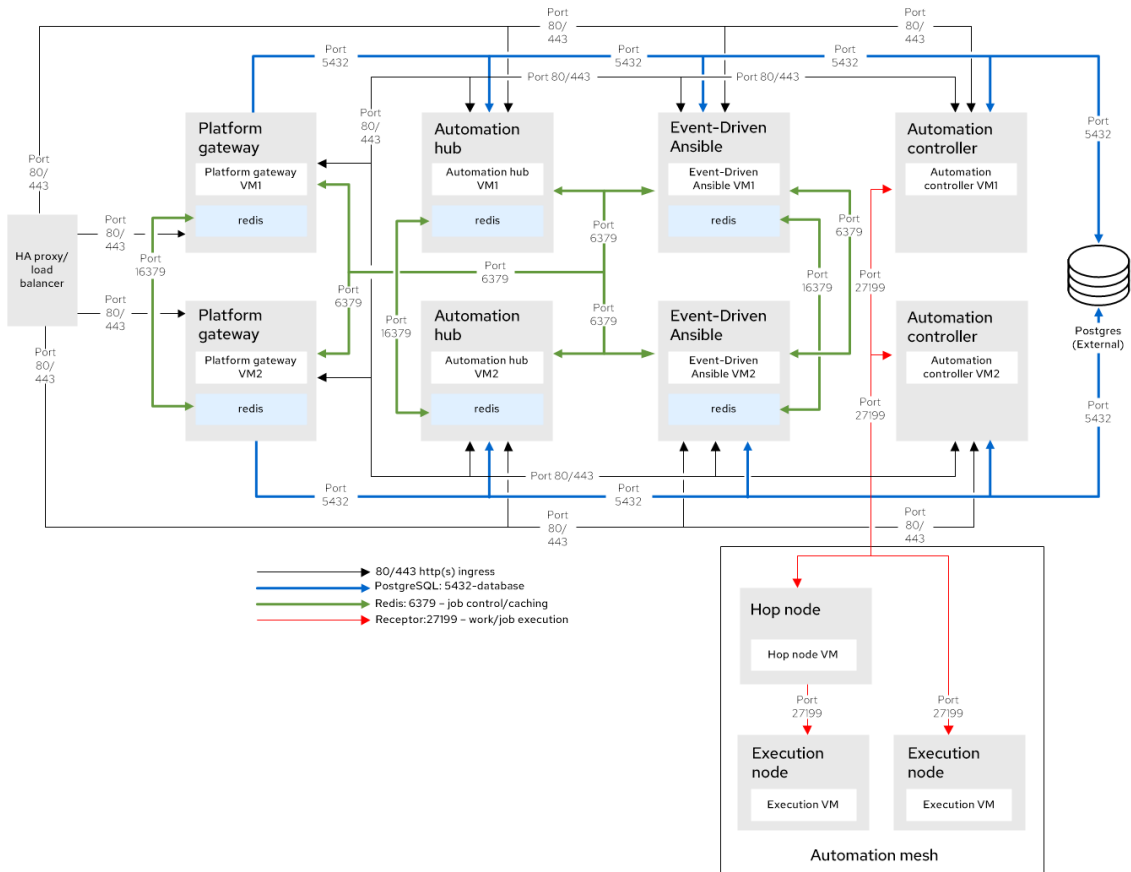 Port
80/
443
Port
80/
443
Port
80/
443
Port
5432
Port
5432
Port
5432
Port 80/443
Port 80/443
Port
80/
443
Port
5432
Port
80/
443
Platform
gateway
Platform gateway
VM1
redis
Automation
hub
Automation hub
VM1
redis
Event-Driven
Ansible
Event-Driven
Ansible VM1
redis
Automation
controller
Automation
controller VM1
HA proxy/
load
balancer
Port
80/
443
Port
16379
Port
6379
Port
6379
Port
6379
Port
16379
Port
27199
Port
80/
443
Port
6379
Port
16379
Port
6379
Postgres
(External)
Platform
gateway
Platform gateway
VM2
redis
Automation
hub
Automation hub
VM2
redis
Event-Driven
Ansible
Event-Driven
Ansible VM2
redis
Automation
controller
Automation
controller VM2
Port
80/
443
Port
27199
Port
5432
Port 80/443
Port
5432
Port
5432
Port
80/
443
Port
80/
443
80/443 http(s) ingress
PostgreSQL: 5432-database
Redis: 6379 – job control/caching
Receptor:27199 – work/job execution
Hop node
Hop node VM
Port
27199
Port
27199
Execution
node
Execution VM
Execution
node
Execution VM
Automation mesh